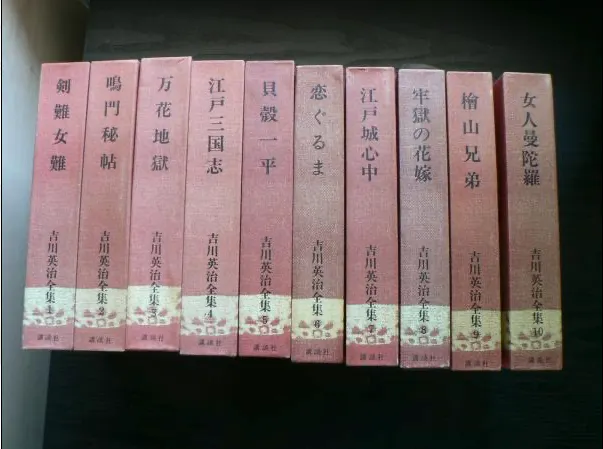 剣難女難
吉川英治全集 1
講談社
鳴門秘帖
吉川英治全集 2
講談社
万花地獄
吉川英治全集 3
講談社
江戸三国志
吉川英治全集 4
講談社
貝殻一平
吉川英治全集 5
講談社
恋ぐるま
吉川英治全集 6
講談社
江戸城心中
吉川英治全集 7
講談社
牢獄の花嫁
吉川英治全集 8
講談社
檜山兄弟
吉川英治全集 9
講談社
女人曼陀羅
吉川英治全集 10
講談社